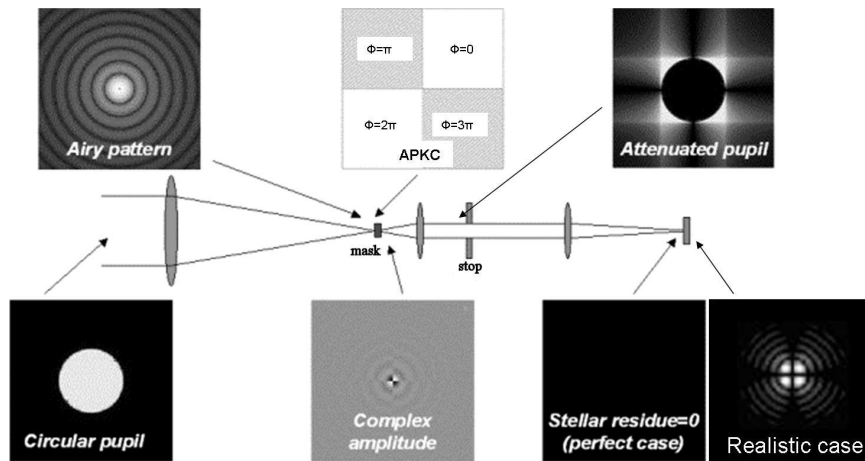 Airy pattern
Φ=π
Φ=0
Φ=2π
Φ=3π
APKC
Attenuated pupil
mask
stop
Circular pupil
Complex
amplitude
Stellar residue=0
(perfect case)
Realistic case